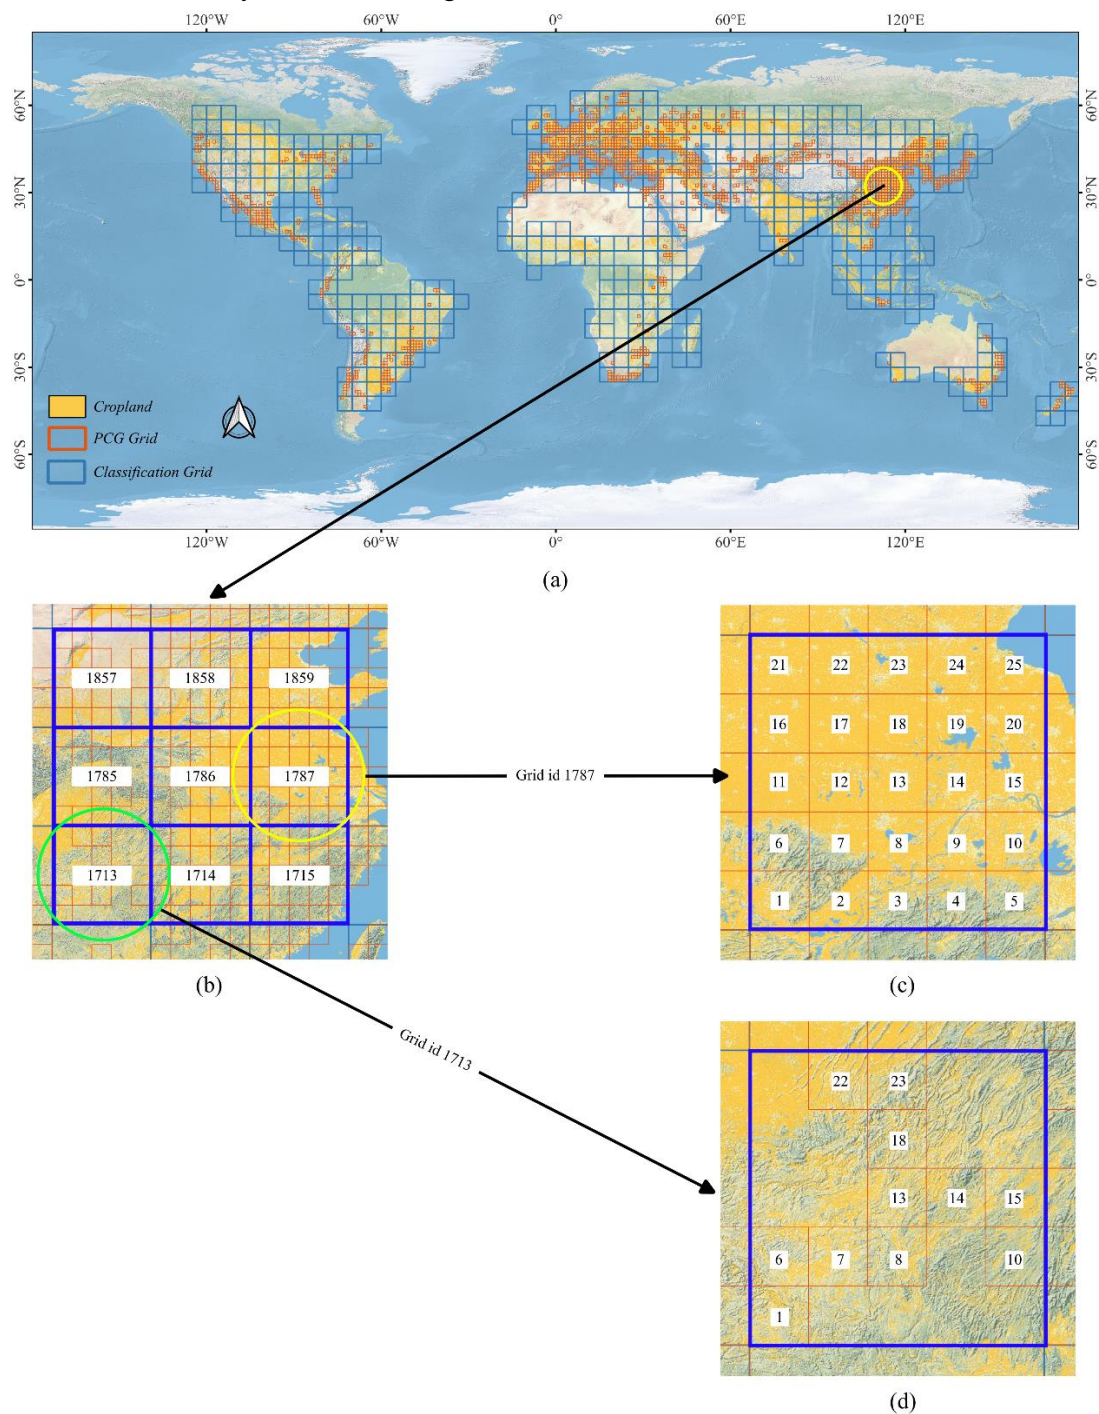 120°W 60°W 0° 60°E 120°E
60°N 60°N
30°N 30°N
0° 0°
30°S 30°S
60°S 60°S
Cropland
PCG Grid
Classification Grid
120°W 60°W 0° 60°E 120°E
(a)
1857 1858 1859
1785 1786 1787
1713 1714 1715
(b)
Grid id 1787
21 22 23 24 25
16 17 18 19 20
11 12 13 14 15
6 7 8 9 10
1 2 3 4 5
(c)
Grid id 1713
22 23
18
13 14 15
6 7 8 10
1
(d)